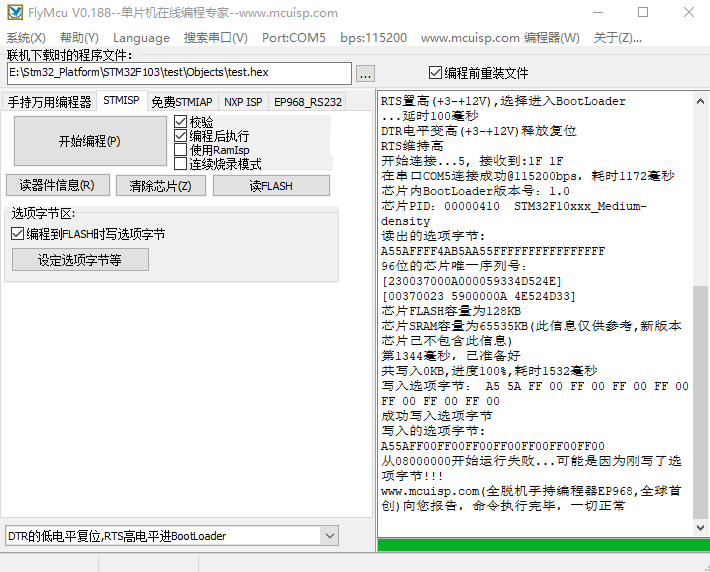 FlyMcu V0.188--单片机在线编程专家--www.mcuisp.com
系统(X) 帮助(Y) Language 搜索串口(V) Port:COM5 bps:115200 www.mcuisp.com 编程器(W) 关于(Z)...
联机下载时的程序文件：
E:\Stm32_Platform\STM32F103\test\Objects\test.hex ... 编程前重装文件
手持万用编程器 STMISP 免费STMIAP NXP ISP EP968_RS232
开始编程(P)
校验
编程后执行
使用RamIsp
连续烧录模式
读器件信息(R) 清除芯片(Z) 读FLASH
选项字节区:
编程到FLASH时写选项字节
设定选项字节等
DTR的低电平复位,RTS高电平进BootLoader
RTS置高(+3-+12V),选择进入BootLoader
...延时100毫秒
DTR电平变高(+3-+12V)释放复位
RTS维持高
开始连接...5, 接收到:1F 1F
在串口COM5连接成功@115200bps, 耗时1172毫秒
芯片内BootLoader版本号: 1.0
芯片PID: 00000410 STM32F10xxx_Medium-
density
读出的选项字节:
A55AFFFF4AB5AA55FFFFFFFFFFFFFFFF
96位的芯片唯一序列号:
[230037000A000059334D524E]
[00370023 5900000A 4E524D33]
芯片FLASH容量为128KB
芯片SRAM容量为65535KB(此信息仅供参考,新版本
芯片已不包含此信息)
第1344毫秒, 已准备好
共写入0KB,进度100%,耗时1532毫秒
写入选项字节: A5 5A FF 00 FF 00 FF 00 FF 00
FF 00 FF 00 FF 00
成功写入选项字节
写入的选项字节:
A55AFF00FF00FF00FF00FF00FF00FF00
从08000000开始运行失败...可能是因为刚写了选
项字节!!!
www.mcuisp.com(全脱机手持编程器EP968,全球首
创)向您报告, 命令执行完毕, 一切正常